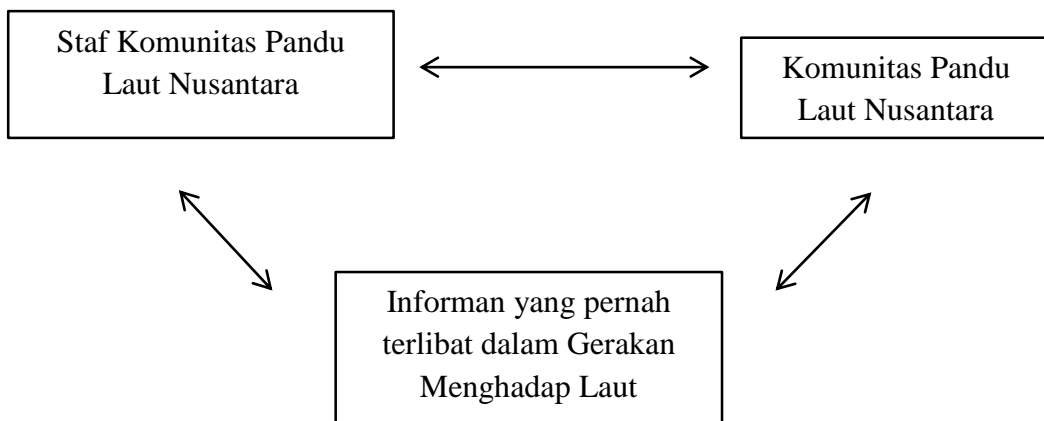 Staf Komunitas Pandu
Laut Nusantara
Komunitas Pandu
Laut Nusantara
Informan yang pernah
terlibat dalam Gerakan
Menghadap Laut